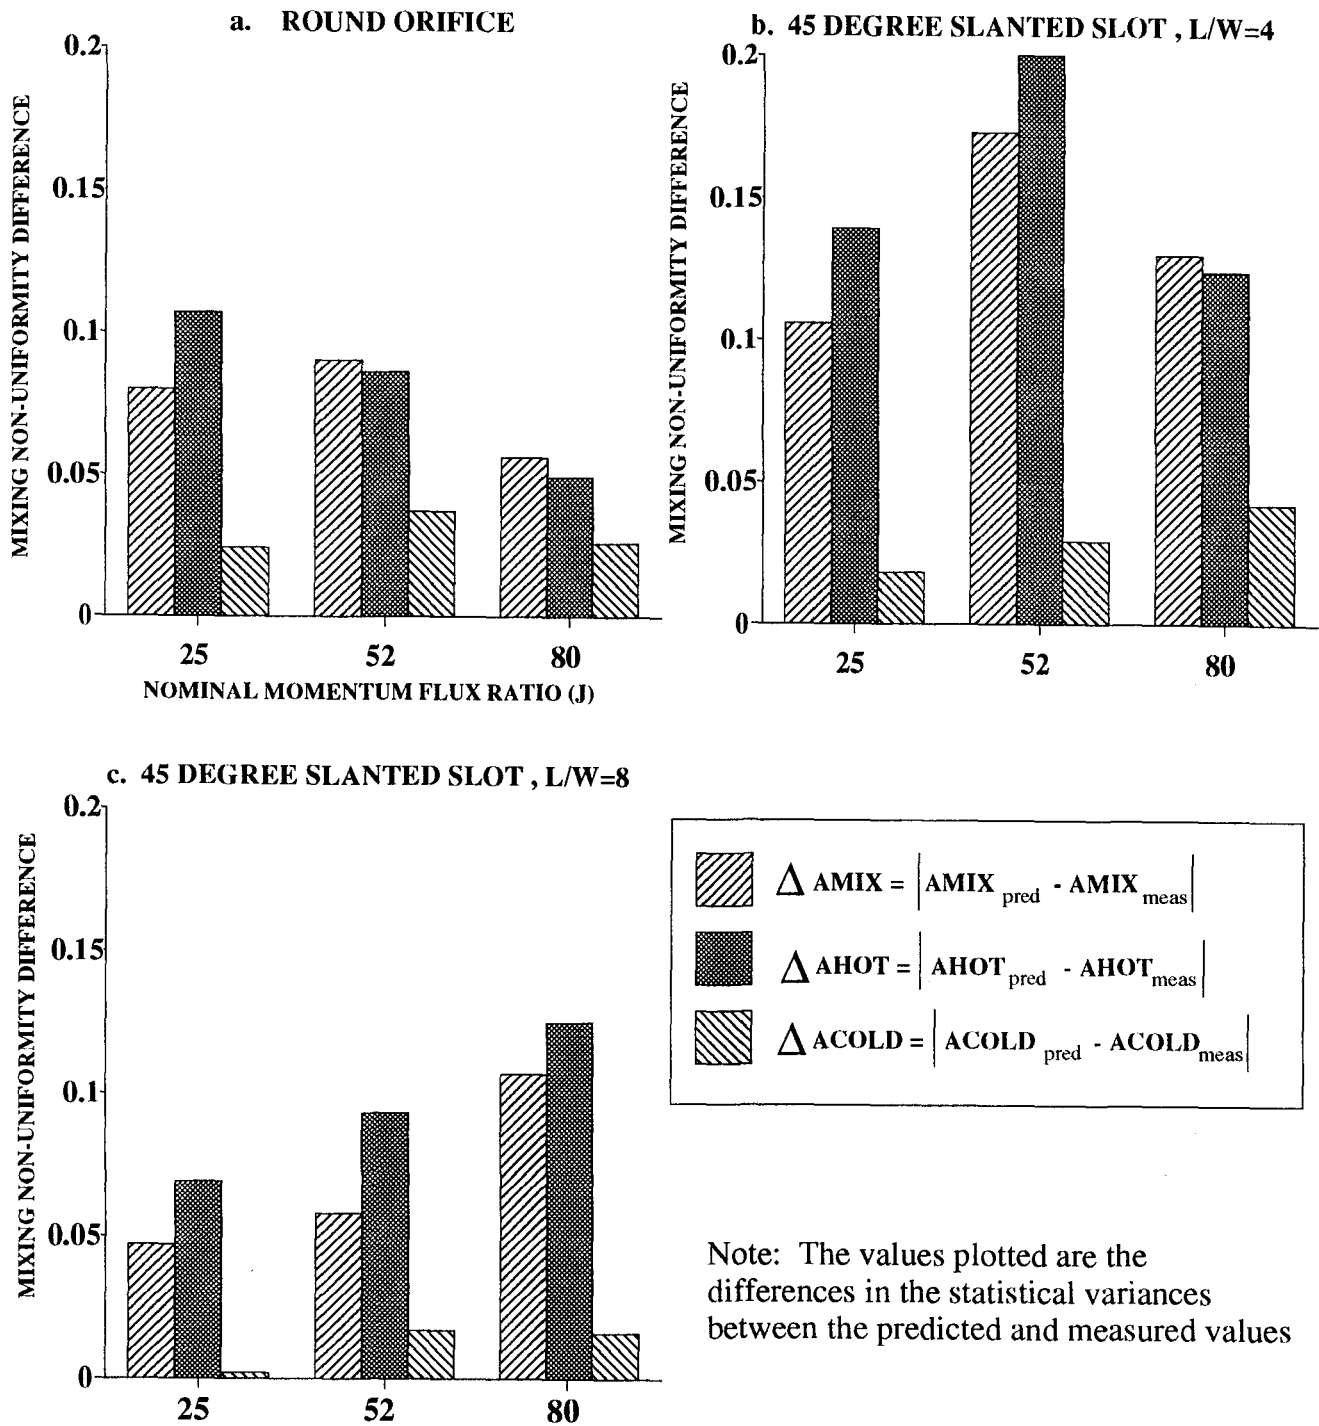 a. ROUND ORIFICE
0.2
0.15
0.1
0.05
0
MIXING NON-UNIFORMITY DIFFERENCE
25 52 80
NOMINAL MOMENTUM FLUX RATIO (J)
b. 45 DEGREE SLANTED SLOT , L/W=4
0.2
0.15
0.1
0.05
0
MIXING NON-UNIFORMITY DIFFERENCE
25 52 80
c. 45 DEGREE SLANTED SLOT , L/W=8
0.2
0.15
0.1
0.05
0
MIXING NON-UNIFORMITY DIFFERENCE
25 52 80
Δ AMIX = | AMIX pred - AMIX meas |
Δ AHOT = | AHOT pred - AHOT meas |
Δ ACOLD = | ACOLD pred - ACOLD meas |
Note: The values plotted are the
differences in the statistical variances
between the predicted and measured values